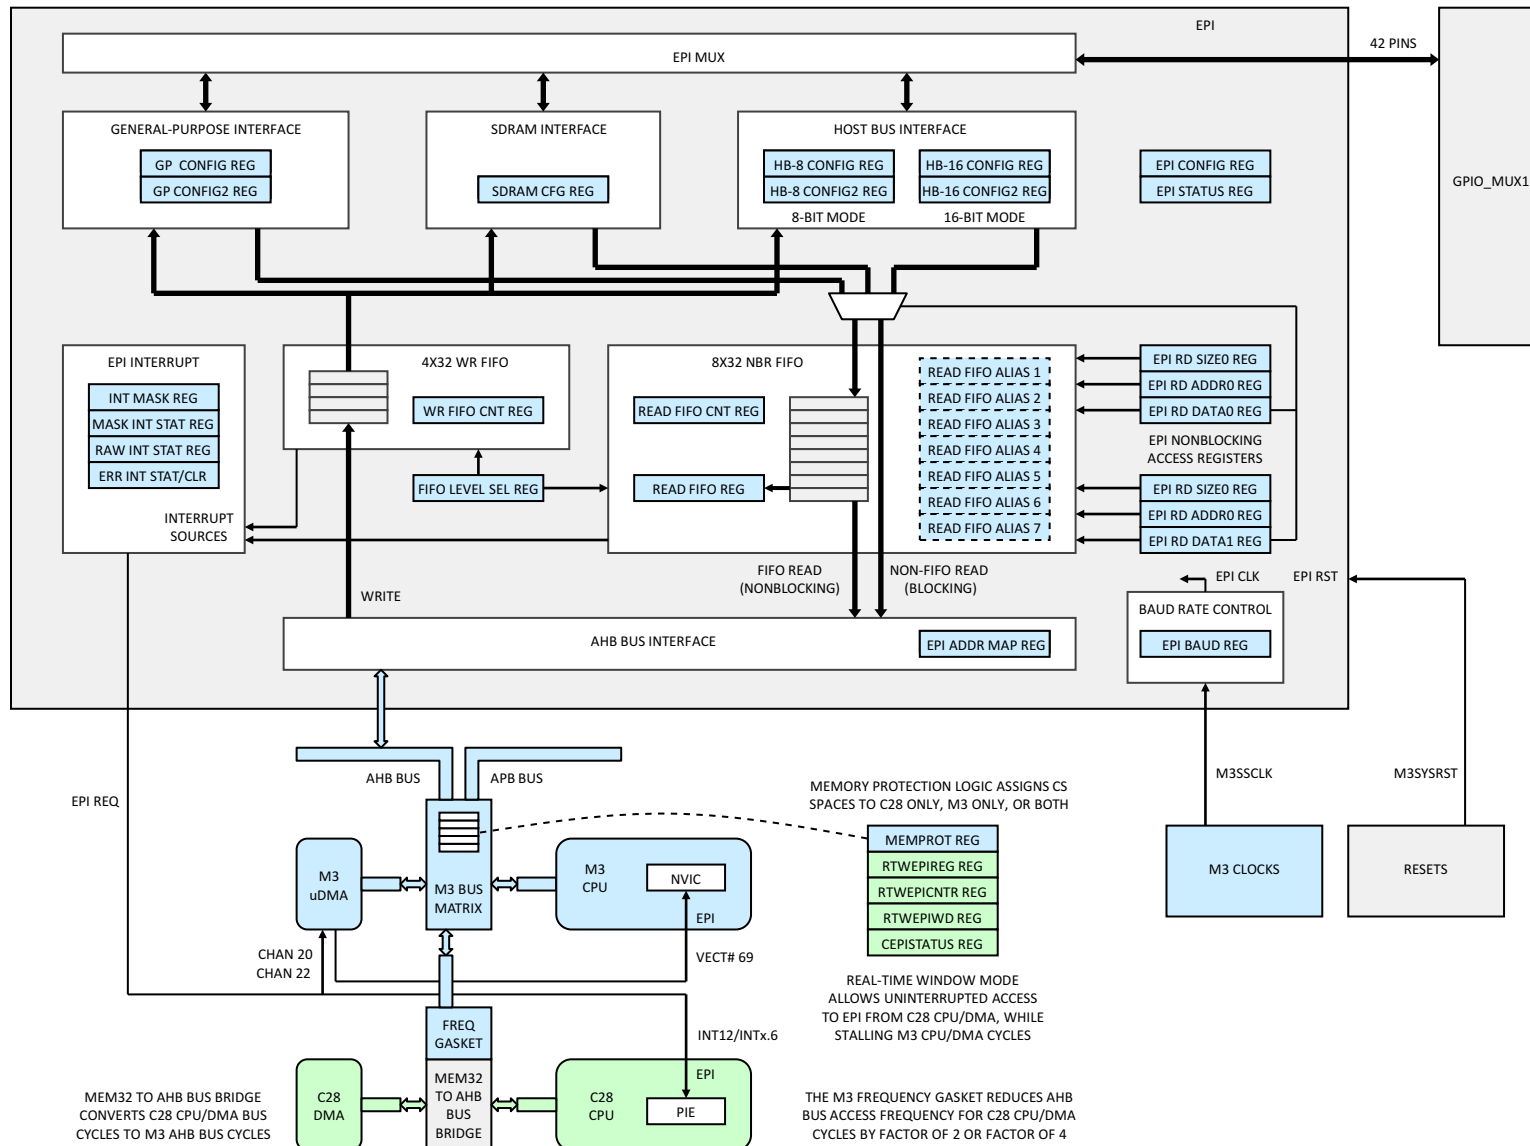 EPI
42 PINS
EPI MUX
GENERAL-PURPOSE INTERFACE
GP  CONFIG REG
GP CONFIG2 REG
SDRAM INTERFACE
SDRAM CFG REG
HOST BUS INTERFACE
HB-8 CONFIG REG
HB-8 CONFIG2 REG
8-BIT MODE
HB-16 CONFIG REG
HB-16 CONFIG2 REG
16-BIT MODE
EPI CONFIG REG
EPI STATUS REG
GPIO_MUX1
EPI INTERRUPT
INT MASK REG
MASK INT STAT REG
RAW INT STAT REG
ERR INT STAT/CLR
INTERRUPT
SOURCES
4X32 WR FIFO
WR FIFO CNT REG
FIFO LEVEL SEL REG
8X32 NBR FIFO
READ FIFO CNT REG
READ FIFO REG
READ FIFO ALIAS 1
READ FIFO ALIAS 2
READ FIFO ALIAS 3
READ FIFO ALIAS 4
READ FIFO ALIAS 5
READ FIFO ALIAS 6
READ FIFO ALIAS 7
EPI RD SIZE0 REG
EPI RD ADDR0 REG
EPI RD DATA0 REG
EPI NONBLOCKING
ACCESS REGISTERS
EPI RD SIZE0 REG
EPI RD ADDR0 REG
EPI RD DATA1 REG
WRITE
FIFO READ
(NONBLOCKING)
NON-FIFO READ
(BLOCKING)
EPI CLK
EPI RST
BAUD RATE CONTROL
EPI BAUD REG
AHB BUS INTERFACE
EPI ADDR MAP REG
EPI REQ
AHB BUS
APB BUS
M3SSCLK
M3SYSRST
MEMORY PROTECTION LOGIC ASSIGNS CS
SPACES TO C28 ONLY, M3 ONLY, OR BOTH
M3
uDMA
M3 BUS
MATRIX
M3
CPU
NVIC
EPI
MEMPROT REG
RTWEPIREG REG
RTWEPICNTR REG
RTWEPIWD REG
CEPISTATUS REG
M3 CLOCKS
RESETS
CHAN 20
CHAN 22
VECT# 69
REAL-TIME WINDOW MODE
ALLOWS UNINTERRUPTED ACCESS
TO EPI FROM C28 CPU/DMA, WHILE
STALLING M3 CPU/DMA CYCLES
FREQ
GASKET
INT12/INTx.6
MEM32 TO AHB BUS BRIDGE
CONVERTS C28 CPU/DMA BUS
CYCLES TO M3 AHB BUS CYCLES
C28
DMA
MEM32
TO AHB
BUS
BRIDGE
C28
CPU
EPI
PIE
THE M3 FREQUENCY GASKET REDUCES AHB
BUS ACCESS FREQUENCY FOR C28 CPU/DMA
CYCLES BY FACTOR OF 2 OR FACTOR OF 4